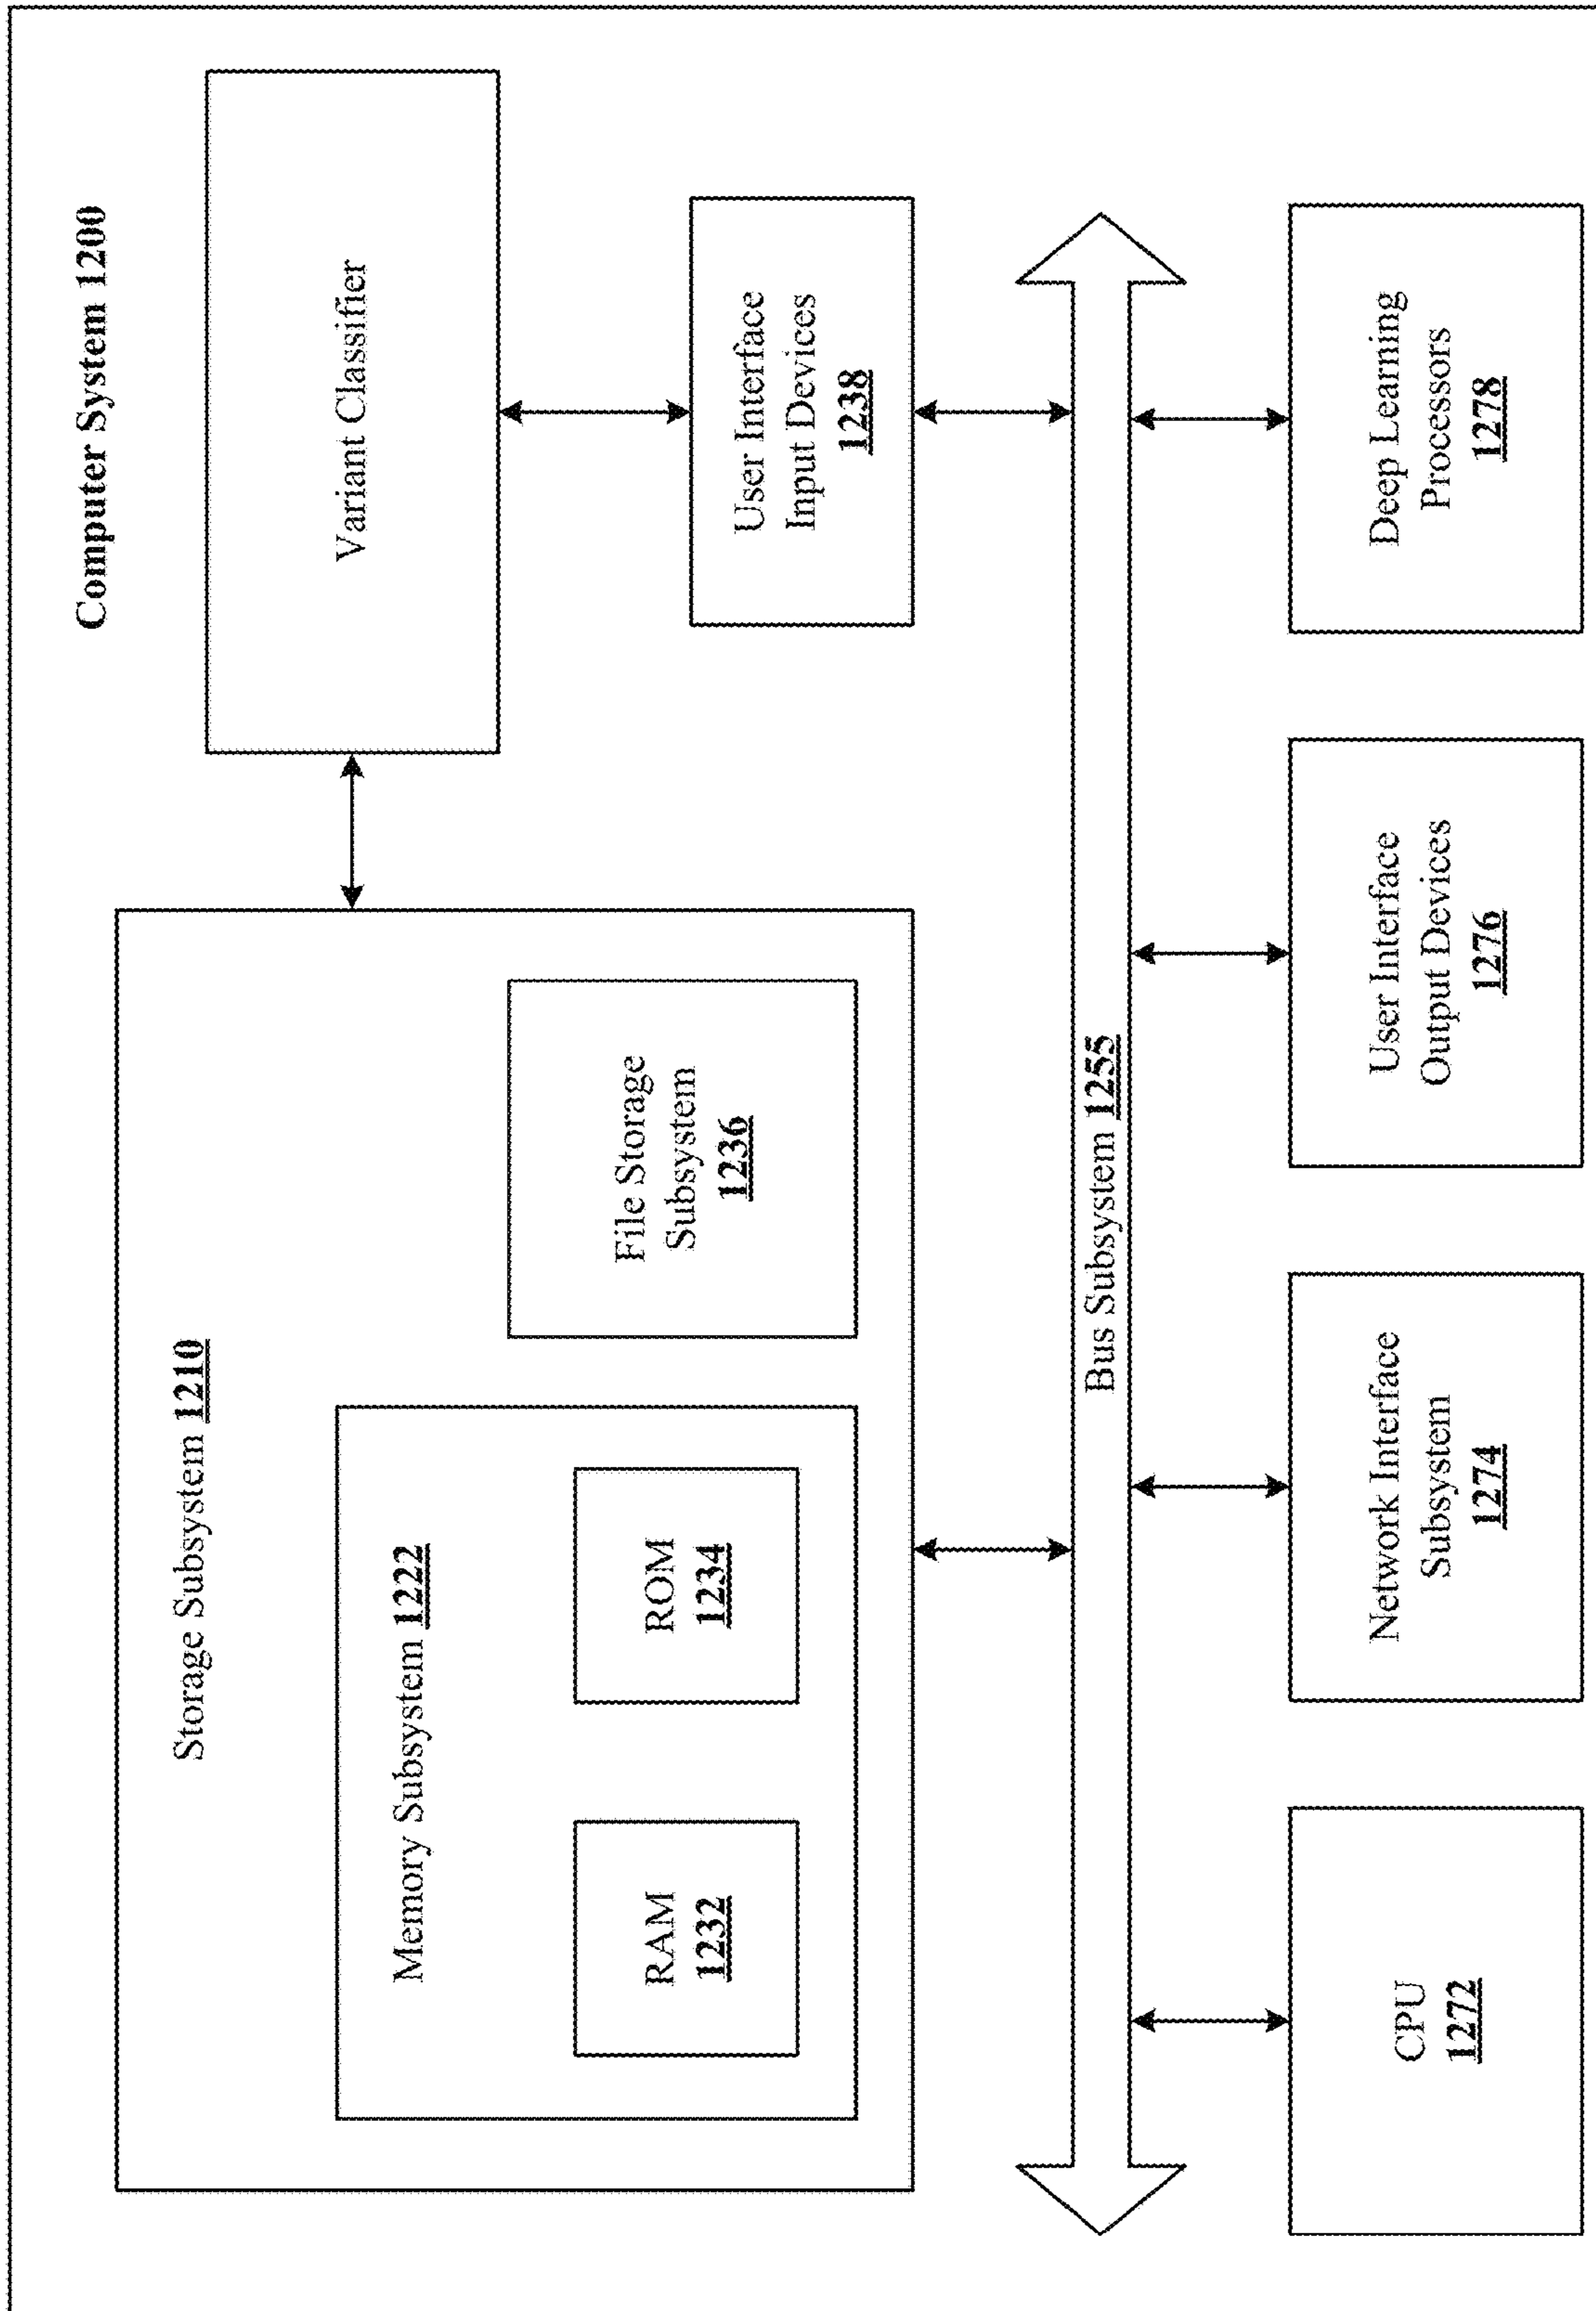 Computer System 1200
Storage Subsystem 1210
Variant Classifier
Memory Subsystem 1222
RAM
1232
ROM
1234
File Storage
Subsystem
1236
User Interface
Input Devices
1238
Bus Subsystem 1255
CPU
1272
Network Interface
Subsystem
1274
User Interface
Output Devices
1276
Deep Learning
Processors
1278